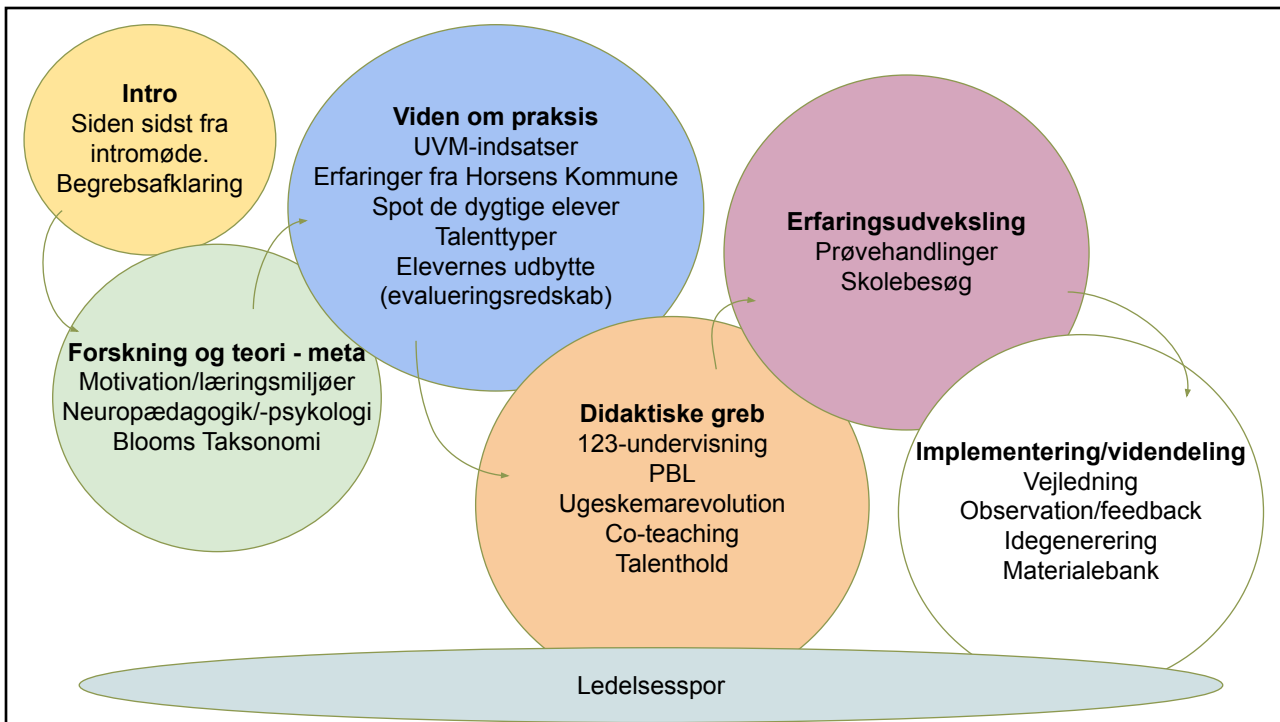 Intro
Siden sidst fra
intromøde.
Begrebsafklaring
Forskning og teori - meta
Motivation/læringsmiljøer
Neuropædagogik/-psykologi
Blooms Taksonomi
Viden om praksis
UVM-indsatser
Erfaringer fra Horsens Kommune
Spot de dygtige elever
Talenttyper
Elevernes udbytte
(evalueringsredskab)
Didaktiske greb
123-undervisning
PBL
Ugeskemarevolution
Co-teaching
Talenthold
Erfaringsudveksling
Prøvehandlinger
Skolebesøg
Implementering/videndeling
Vejledning
Observation/feedback
Idegenerering
Materialebank
Ledelsesspor